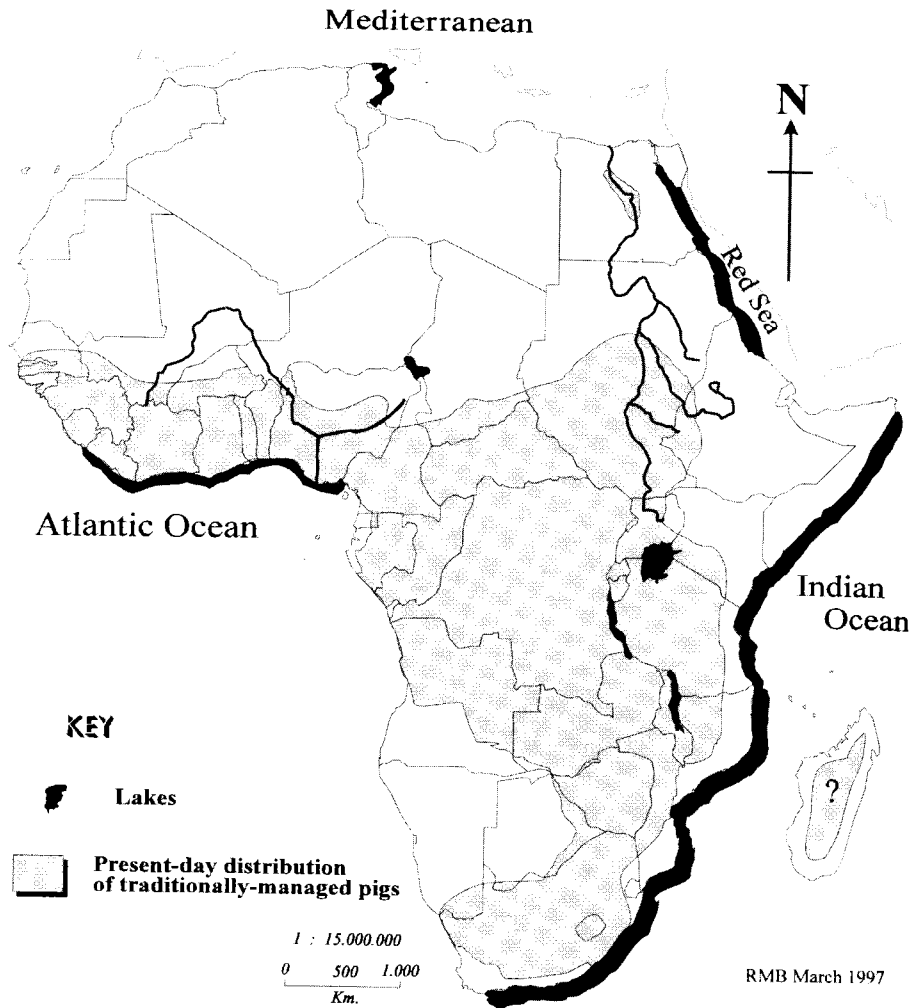 Mediterranean
N
Red Sea
Atlantic Ocean
Indian
Ocean
KEY
?
Lakes
Present-day distribution
of traditionally-managed pigs
1 : 15.000.000
0 500 1.000
Km.
RMB March 1997